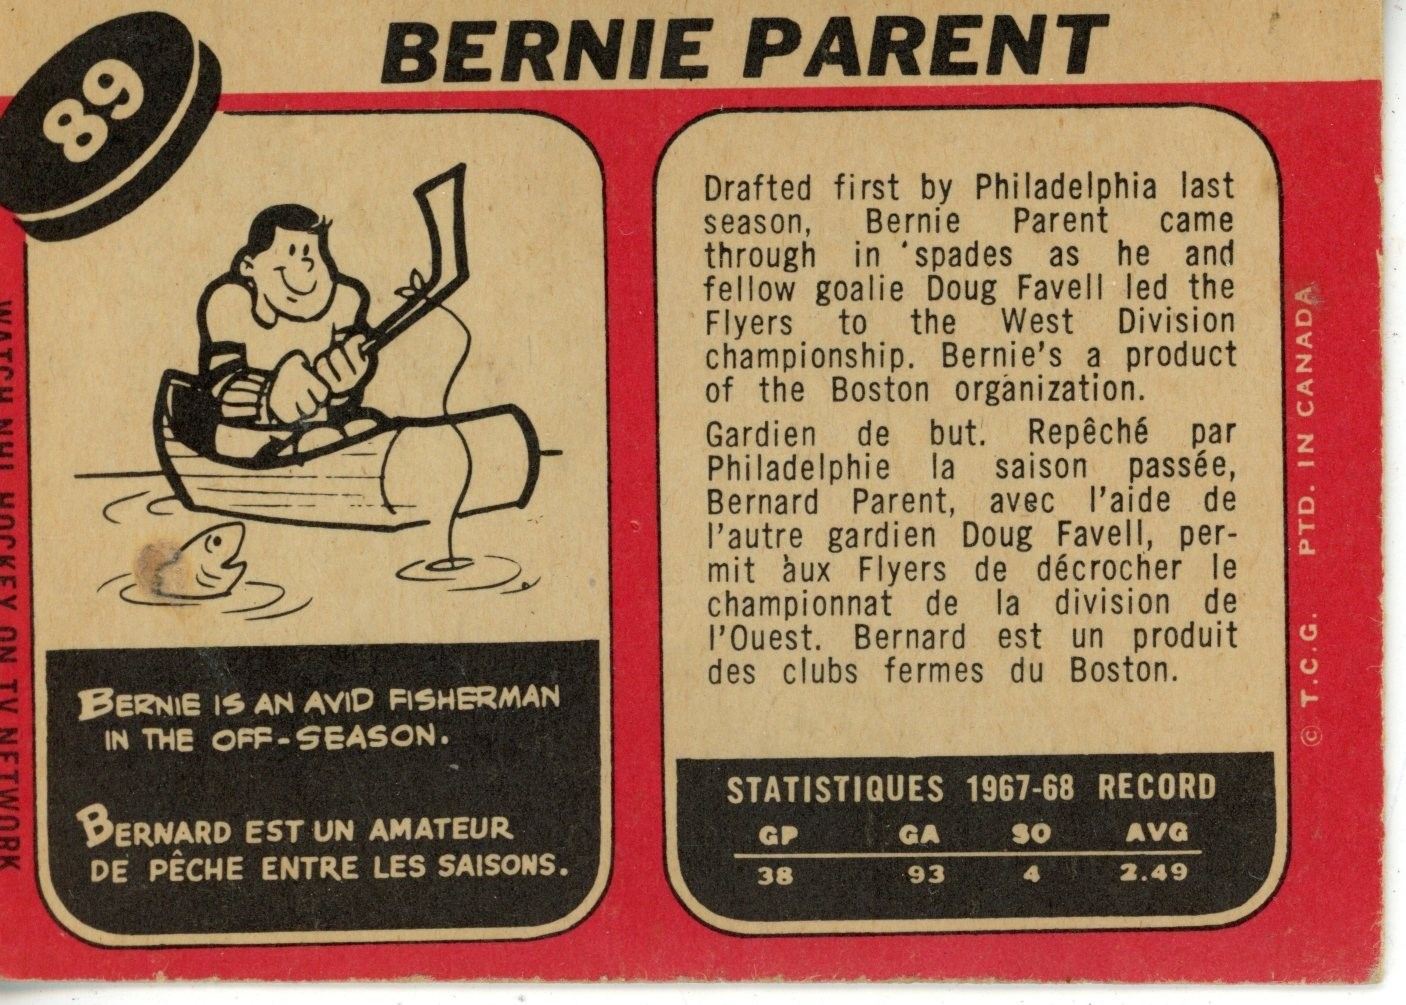 BERNIE PARENT
89
Drafted first by Philadelphia last
season, Bernie Parent came
through in 'spades as he and
fellow goalie Doug Favell led the
Flyers to the West Division
championship. Bernie's a product
of the Boston organization.
Gardien de but. Repêché par
Philadelphie la saison passée,
Bernard Parent, avec l'aide de
l'autre gardien Doug Favell, per-
mit aux Flyers de décrocher le
championnat de la division de
l'Ouest. Bernard est un produit
des clubs fermes du Boston.
BERNIE IS AN AVID FISHERMAN
IN THE OFF-SEASON.
BERNARD EST UN AMATEUR
DE PÊCHE ENTRE LES SAISONS.
STATISTIQUES 1967-68 RECORD
GP GA SO AVG
38 93 4 2.49
WATCH NHL HOCKEY ON TV NETWORK
© T.C.G. PTD. IN CANADA